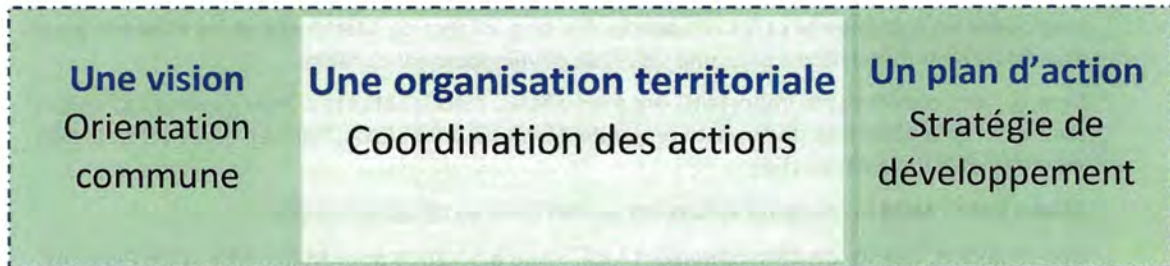 Une vision
Orientation
commune
Une organisation territoriale
Coordination des actions
Un plan d'action
Stratégie de
développement